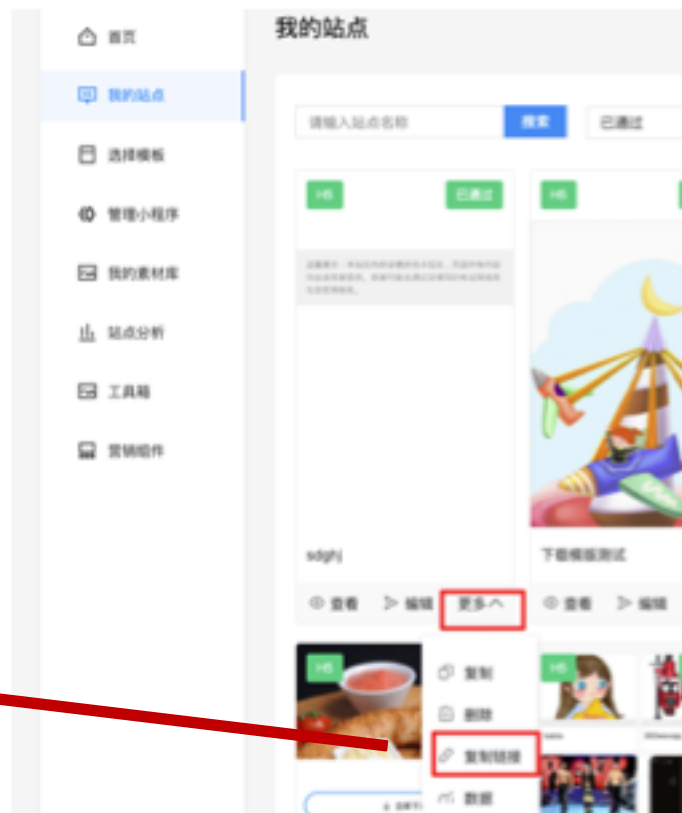 首页
我的站点
选择模板
管理小程序
我的素材库
站点分析
工具箱
营销组件
我的站点
请输入站点名称
搜索
已通过
H5
已通过
H5
sdghj
下载模版测试
查看
编辑
更多
查看
编辑
H5
复制
删除
复制链接
数据
H5